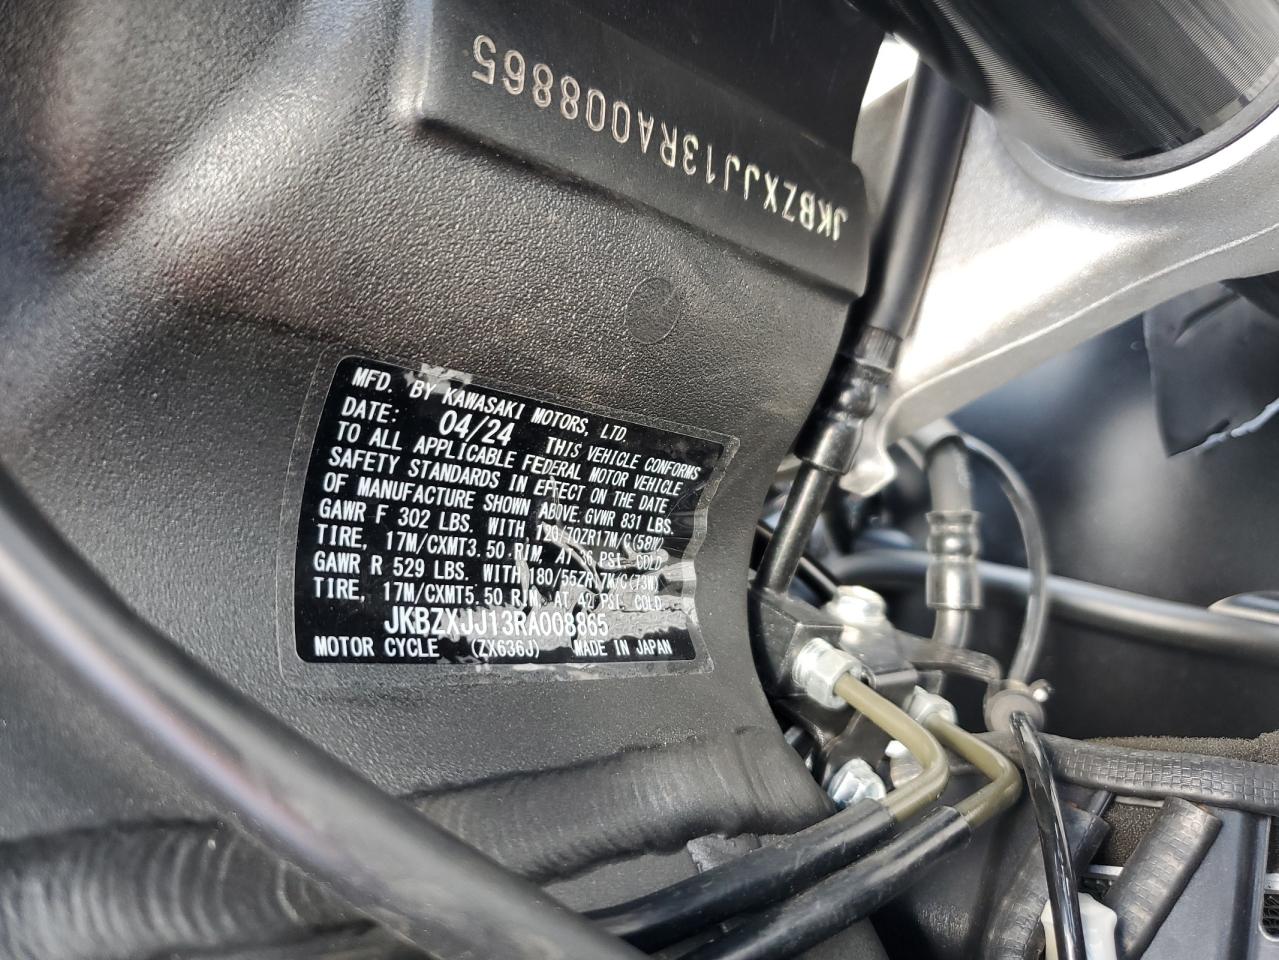 JKBZXJJ13RA008865
MFD. BY KAWASAKI MOTORS, LTD.
DATE: 04/24 THIS VEHICLE CONFORMS
TO ALL APPLICABLE FEDERAL MOTOR VEHICLE
SAFETY STANDARDS IN EFFECT ON THE DATE
OF MANUFACTURE SHOWN ABOVE. GVWR 831 LBS.
GAWR F 302 LBS. WITH 120/70ZR17M/C(58W)
TIRE, 17M/CXMT3.50 RIM, AT 36 PSI. COLD
GAWR R 529 LBS. WITH 180/55ZR17M/C(73W)
TIRE, 17M/CXMT5.50 RIM, AT 42 PSI. COLD.
JKBZXJJ13RA008865
MOTOR CYCLE (ZX636J) MADE IN JAPAN